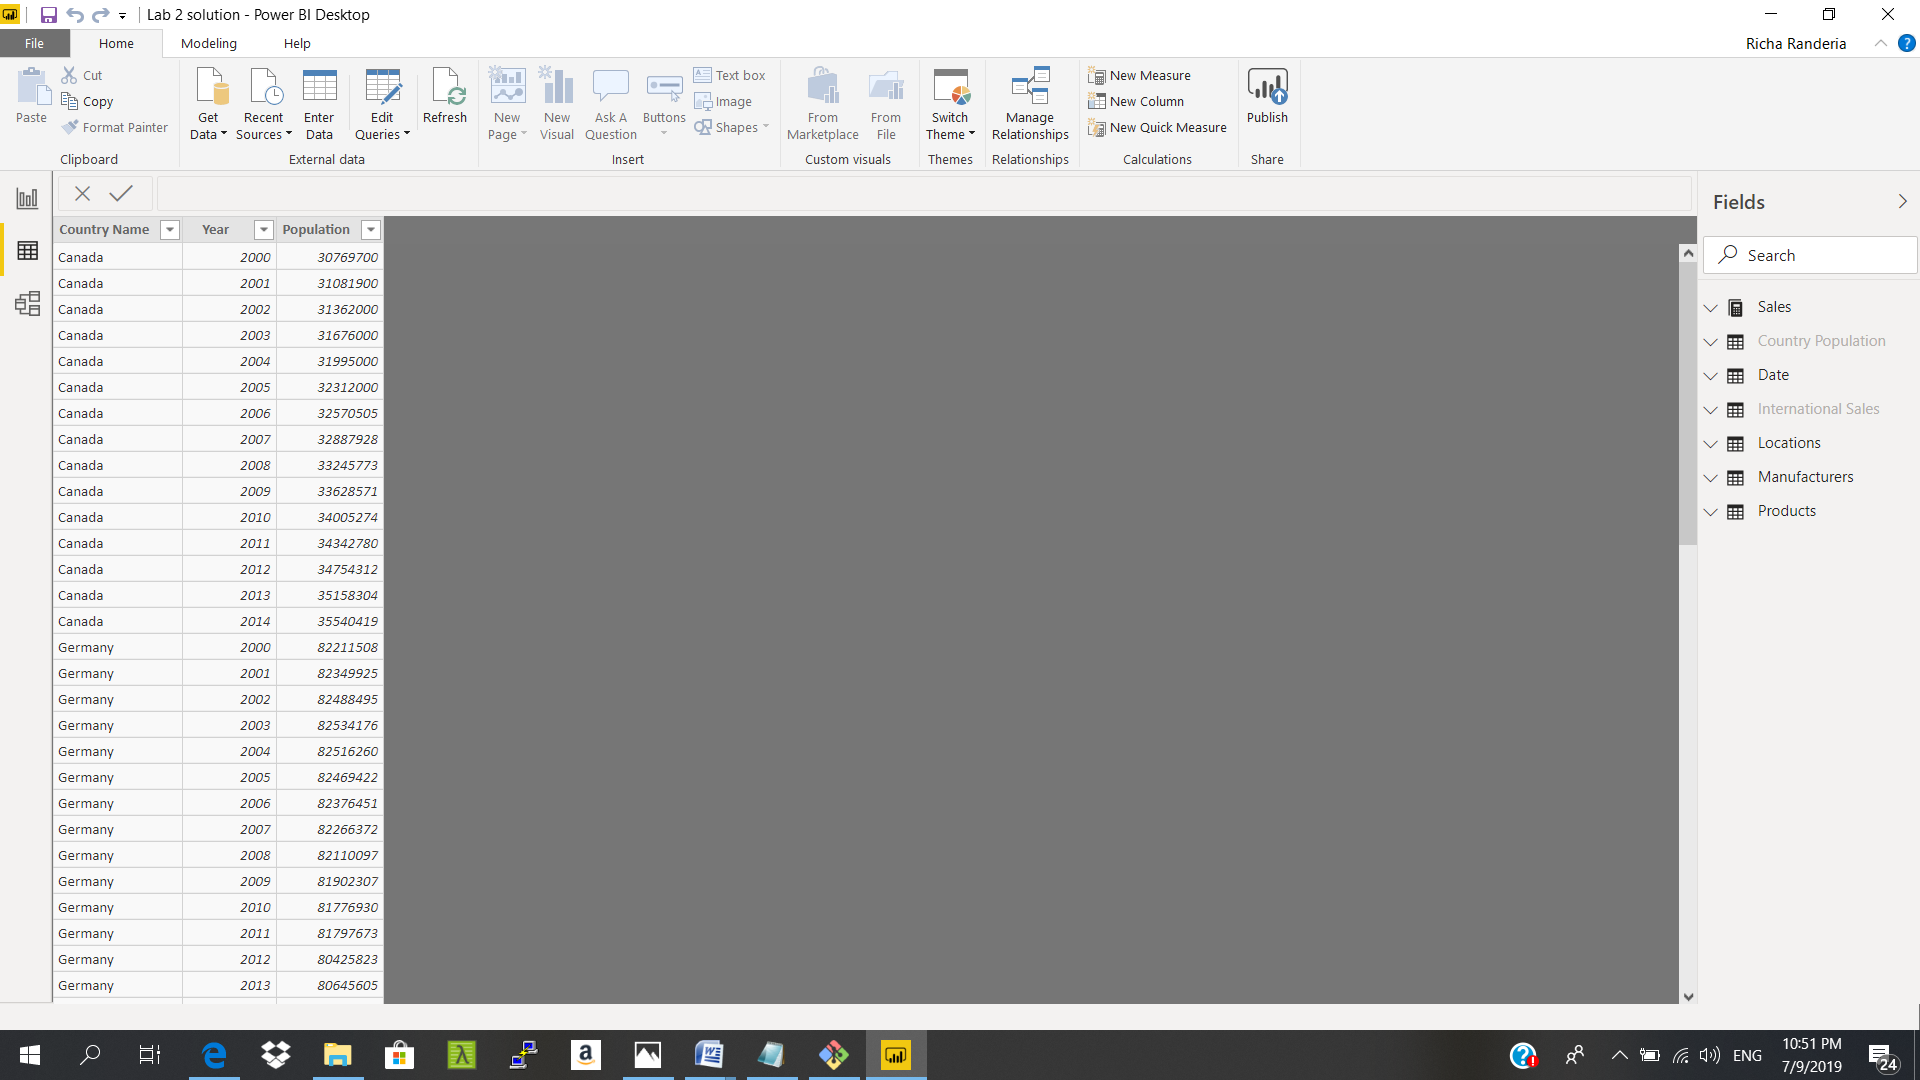 Lab 2 solution - Power BI Desktop
File Home Modeling Help Richa Randeria ?
Paste
Cut
Copy
Format Painter
Clipboard
Get Data
Recent Sources
Enter Data
Edit Queries
Refresh
External data
New Page
New Visual
Ask A Question
Buttons
Text box
Image
Shapes
Insert
From Marketplace
From File
Custom visuals
Switch Theme
Themes
Manage Relationships
Relationships
New Measure
New Column
New Quick Measure
Calculations
Publish
Share
Country Name Year Population
Canada 2000 30769700
Canada 2001 31081900
Canada 2002 31362000
Canada 2003 31676000
Canada 2004 31995000
Canada 2005 32312000
Canada 2006 32570505
Canada 2007 32887928
Canada 2008 33245773
Canada 2009 33628571
Canada 2010 34005274
Canada 2011 34342780
Canada 2012 34754312
Canada 2013 35158304
Canada 2014 35540419
Germany 2000 82211508
Germany 2001 82349925
Germany 2002 82488495
Germany 2003 82534176
Germany 2004 82516260
Germany 2005 82469422
Germany 2006 82376451
Germany 2007 82266372
Germany 2008 82110097
Germany 2009 81902307
Germany 2010 81776930
Germany 2011 81797673
Germany 2012 80425823
Germany 2013 80645605
Fields
Search
Sales
Country Population
Date
International Sales
Locations
Manufacturers
Products
ENG
10:51 PM
7/9/2019
24